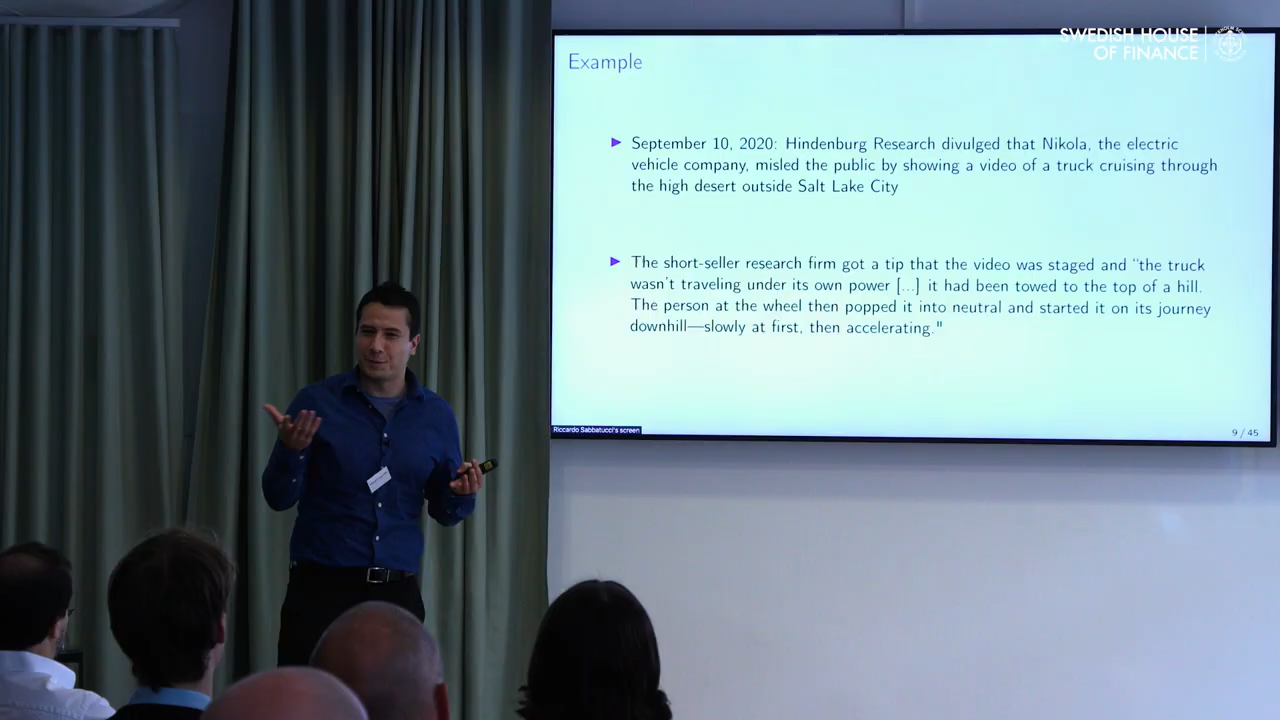 SWEDISH HOUSE
OF FINANCE
Example
September 10, 2020: Hindenburg Research divulged that Nikola, the electric
vehicle company, misled the public by showing a video of a truck cruising through
the high desert outside Salt Lake City
The short-seller research firm got a tip that the video was staged and "the truck
wasn't traveling under its own power [...] it had been towed to the top of a hill.
The person at the wheel then popped it into neutral and started it on its journey
downhill—slowly at first, then accelerating."
Riccardo Sabbatucci's screen
9 / 45